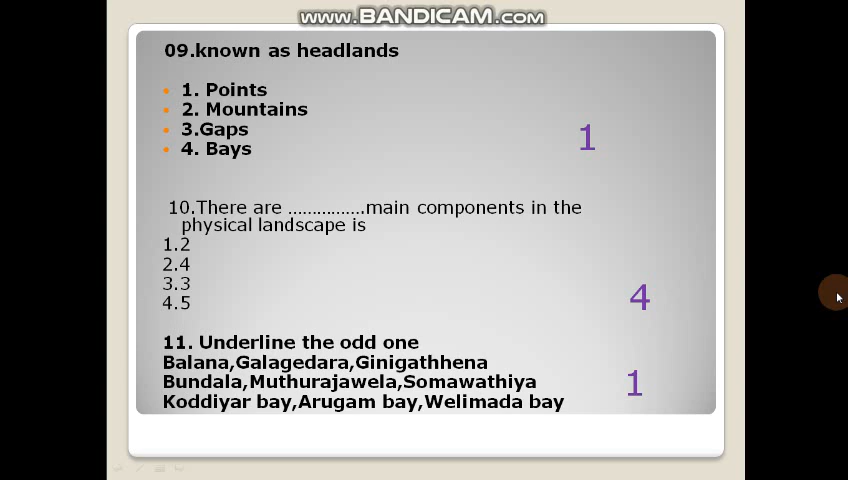 www.BANDICAM.com
09.known as headlands
1. Points
2. Mountains
3.Gaps
4. Bays
1
10.There are ................main components in the
physical landscape is
1.2
2.4
3.3
4.5
4
11. Underline the odd one
Balana,Galagedara,Ginigathhena
Bundala,Muthurajawela,Somawathiya
1
Koddiyar bay,Arugam bay,Welimada bay